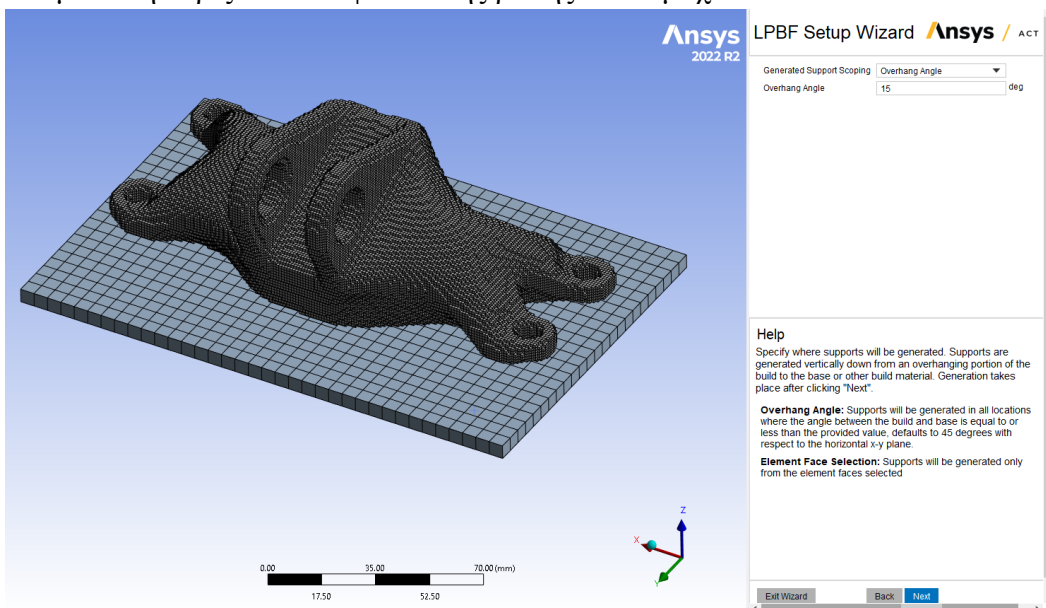 Ansys
2022 R2
LPBF Setup Wizard
Ansys / ACT
Generated Support Scoping Overhang Angle
Overhang Angle 15 deg
Help
Specify where supports will be generated. Supports are
generated vertically down from an overhanging portion of the
build to the base or other build material. Generation takes
place after clicking "Next".
Overhang Angle: Supports will be generated in all locations
where the angle between the build and base is equal to or
less than the provided value, defaults to 45 degrees with
respect to the horizontal x-y plane.
Element Face Selection: Supports will be generated only
from the element faces selected
Z
X
Y
0.00 35.00 70.00 (mm)
17.50 52.50
Exit Wizard Back Next